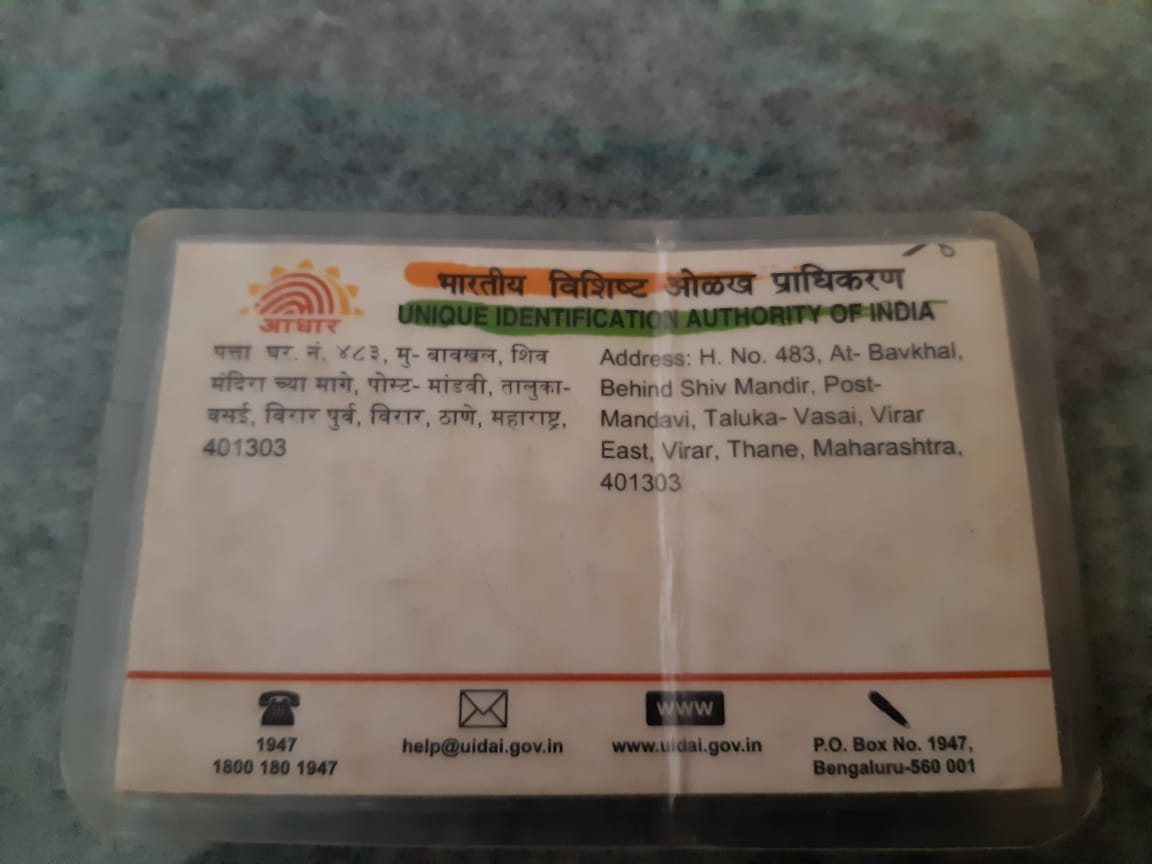 आधार
भारतीय विशिष्ट ओळख प्राधिकरण
UNIQUE IDENTIFICATION AUTHORITY OF INDIA
पत्ता घर. नं. ४८३, मु- बावखल, शिव
मंदिरा च्या मागे, पोस्ट- मांडवी, तालुका-
वसई, विरार पुर्व, विरार, ठाणे, महाराष्ट्र,
401303
Address: H. No. 483, At- Bavkhal,
Behind Shiv Mandir, Post-
Mandavi, Taluka- Vasai, Virar
East, Virar, Thane, Maharashtra,
401303
1947
1800 180 1947
help@uidai.gov.in
WWW
www.uidai.gov.in
P.O. Box No. 1947,
Bengaluru-560 001